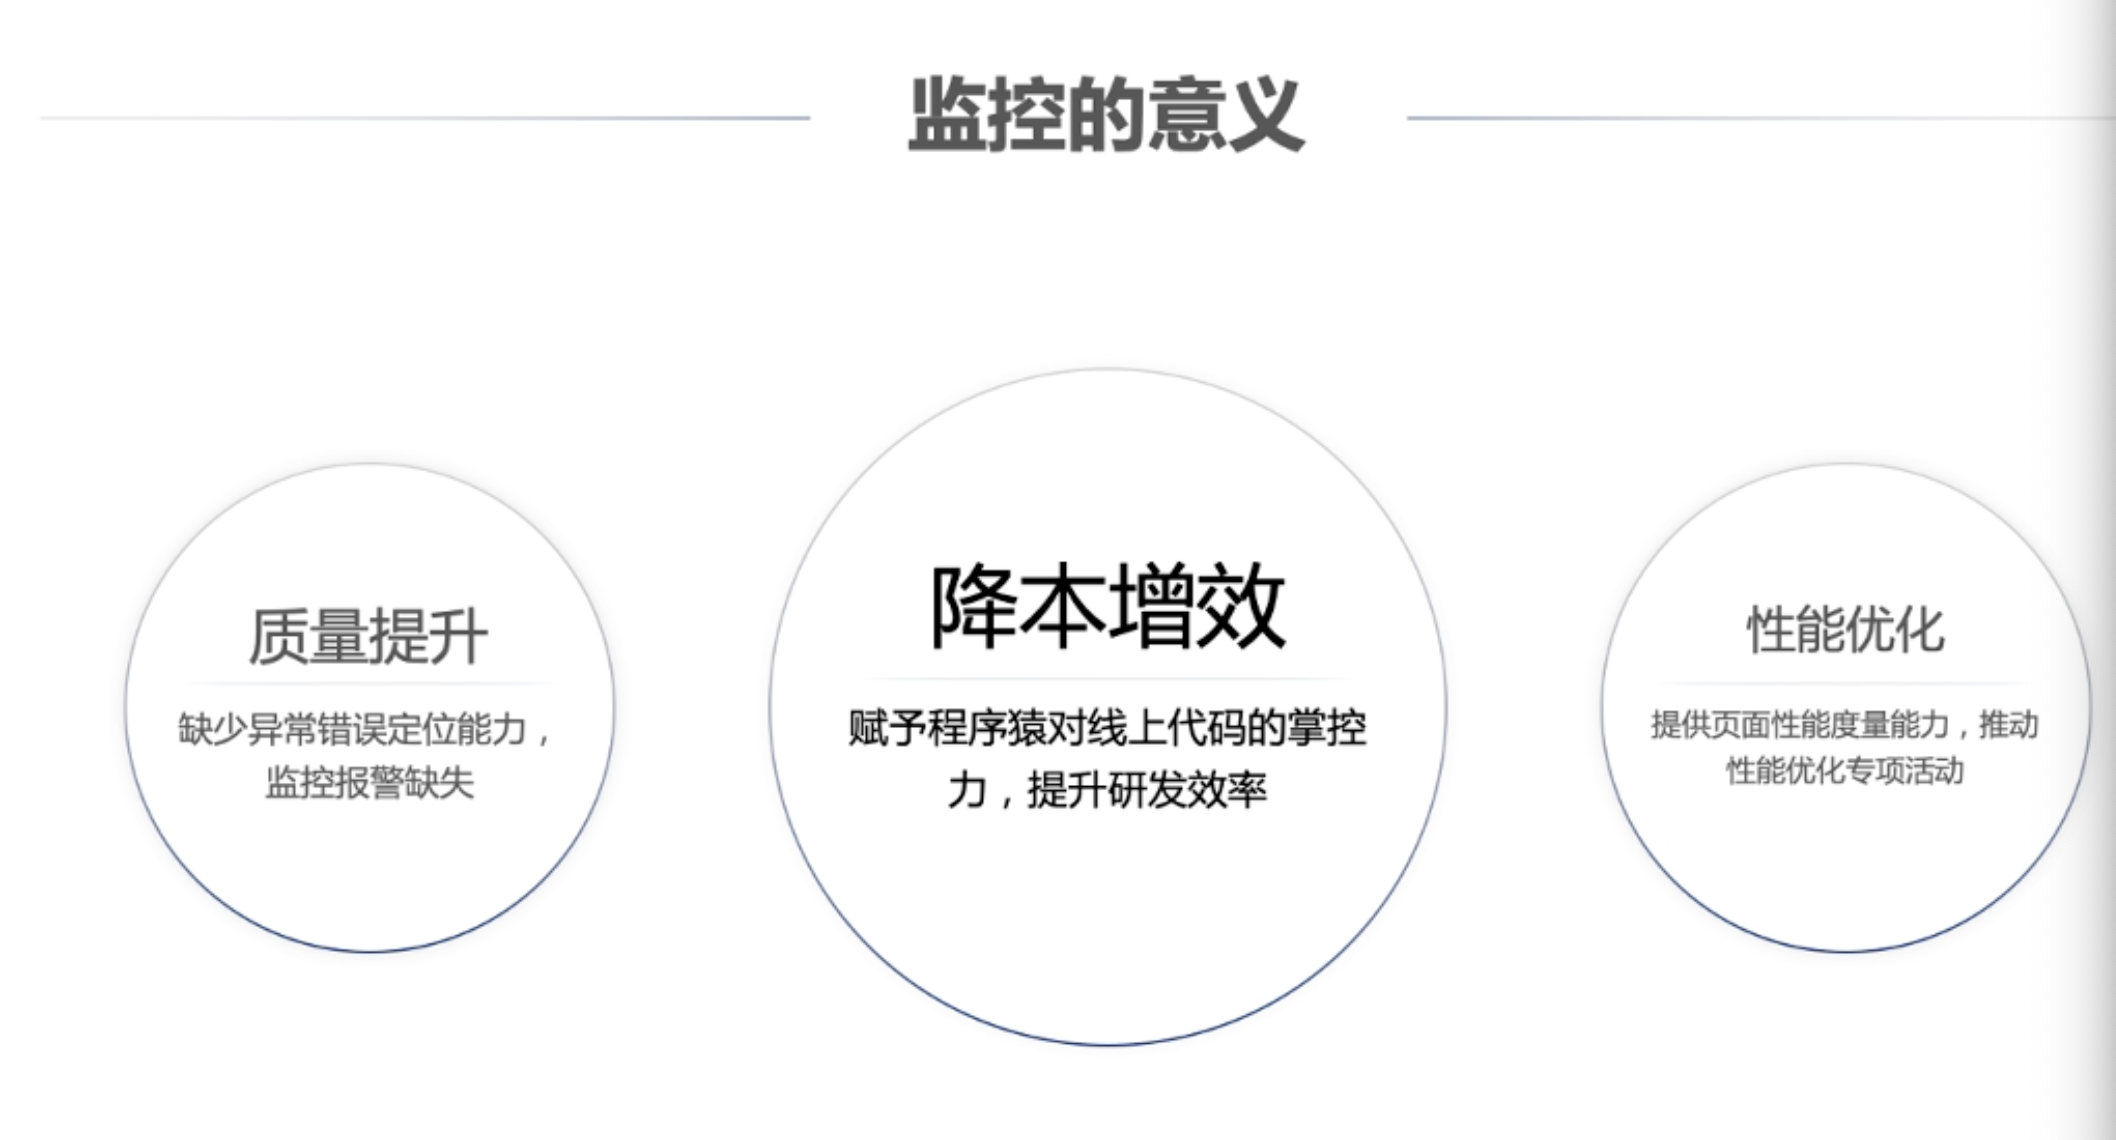 监控的意义
质量提升
缺少异常错误定位能力，
监控报警缺失
降本增效
赋予程序猿对线上代码的掌控
力，提升研发效率
性能优化
提供页面性能度量能力，推动
性能优化专项活动